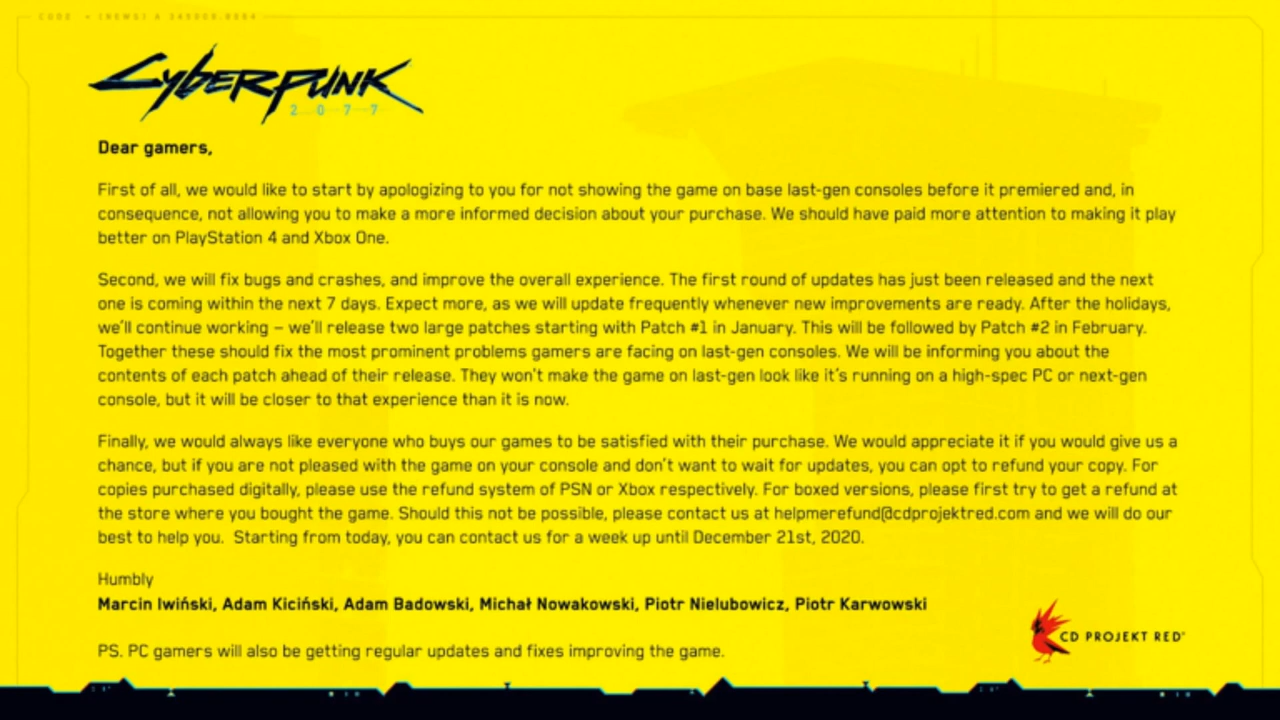 CYBERPUNK
2077
Dear gamers,
First of all, we would like to start by apologizing to you for not showing the game on base last-gen consoles before it premiered and, in
consequence, not allowing you to make a more informed decision about your purchase. We should have paid more attention to making it play
better on PlayStation 4 and Xbox One.
Second, we will fix bugs and crashes, and improve the overall experience. The first round of updates has just been released and the next
one is coming within the next 7 days. Expect more, as we will update frequently whenever new improvements are ready. After the holidays,
we'll continue working – we'll release two large patches starting with Patch #1 in January. This will be followed by Patch #2 in February.
Together these should fix the most prominent problems gamers are facing on last-gen consoles. We will be informing you about the
contents of each patch ahead of their release. They won't make the game on last-gen look like it's running on a high-spec PC or next-gen
console, but it will be closer to that experience than it is now.
Finally, we would always like everyone who buys our games to be satisfied with their purchase. We would appreciate it if you would give us a
chance, but if you are not pleased with the game on your console and don't want to wait for updates, you can opt to refund your copy. For
copies purchased digitally, please use the refund system of PSN or Xbox respectively. For boxed versions, please first try to get a refund at
the store where you bought the game. Should this not be possible, please contact us at helpmerefund@cdprojektred.com and we will do our
best to help you. Starting from today, you can contact us for a week up until December 21st, 2020.
Humbly
Marcin Iwiński, Adam Kiciński, Adam Badowski, Michał Nowakowski, Piotr Nielubowicz, Piotr Karwowski
CD PROJEKT RED®
PS. PC gamers will also be getting regular updates and fixes improving the game.